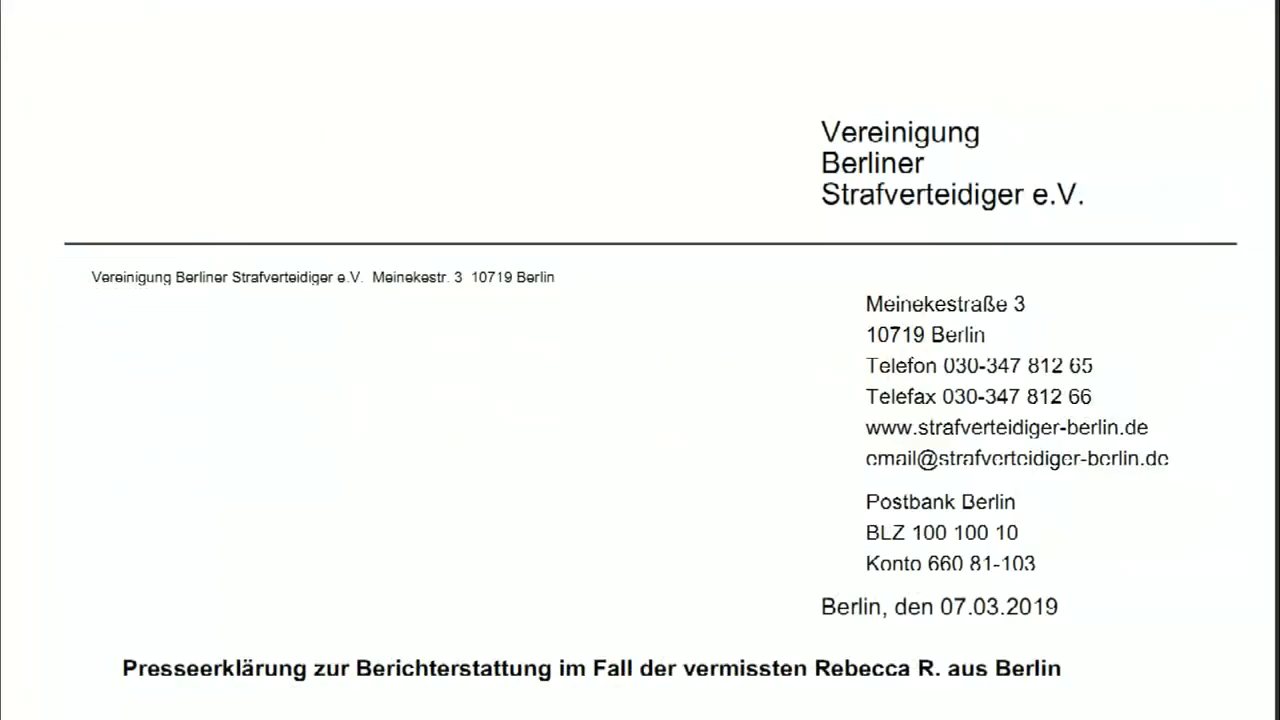 Vereinigung
Berliner
Strafverteidiger e.V.
Vereinigung Berliner Strafverteidiger e.V. Meinekestr. 3 10719 Berlin
Meinekestraße 3
10719 Berlin
Telefon 030-347 812 65
Telefax 030-347 812 66
www.strafverteidiger-berlin.de
email@strafverteidiger-berlin.de
Postbank Berlin
BLZ 100 100 10
Konto 660 81-103
Berlin, den 07.03.2019
Presseerklärung zur Berichterstattung im Fall der vermissten Rebecca R. aus Berlin